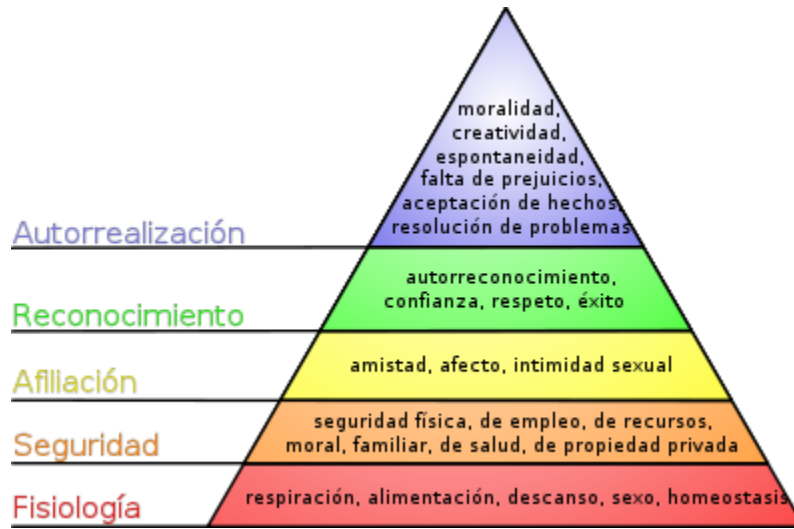 moralidad,
creatividad,
espontaneidad,
falta de prejuicios,
aceptación de hechos,
resolución de problemas
Autorrealización
autorreconocimiento,
confianza, respeto, éxito
Reconocimiento
amistad, afecto, intimidad sexual
Afiliación
seguridad física, de empleo, de recursos,
moral, familiar, de salud, de propiedad privada
Seguridad
respiración, alimentación, descanso, sexo, homeostasis
Fisiología